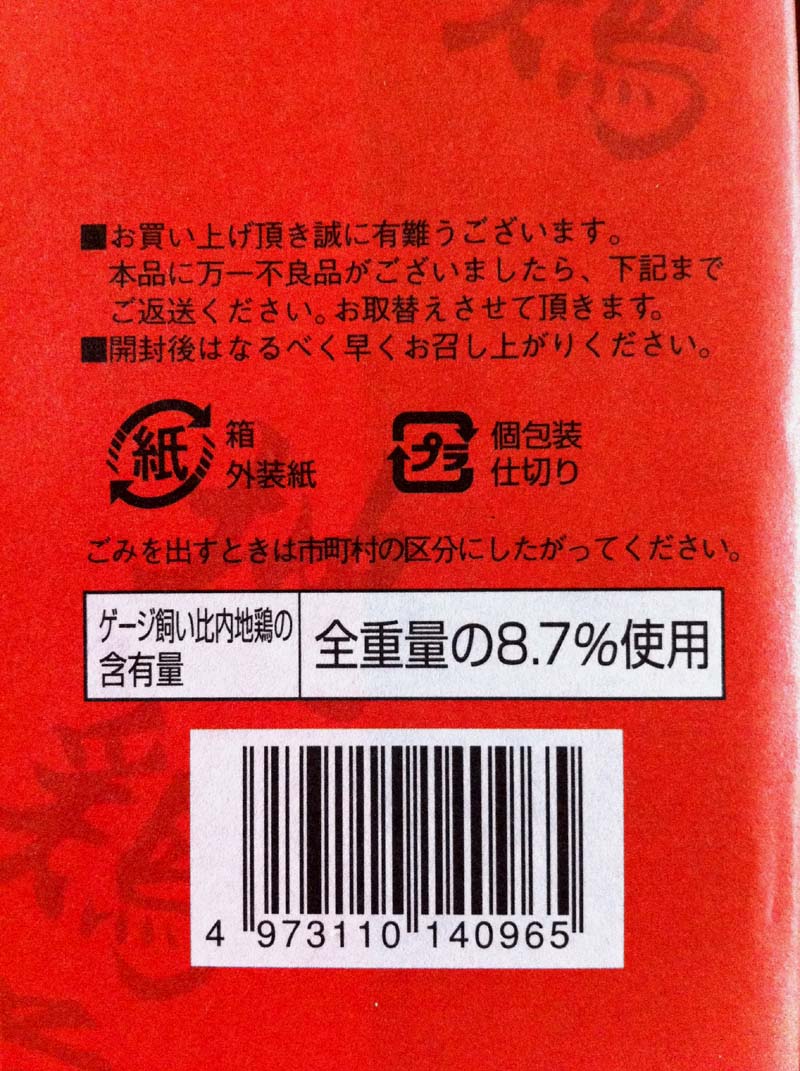 鶏
■お買い上げ頂き誠に有難うございます。
本品に万一不良品がございましたら、下記まで
ご返送ください。お取替えさせて頂きます。
■開封後はなるべく早くお召し上がりください。
紙 箱 外装紙
プラ 個包装 仕切り
ごみを出すときは市町村の区分にしたがってください。
ゲージ飼い比内地鶏の
含有量
全重量の8.7%使用
鶏
4 973110 140965